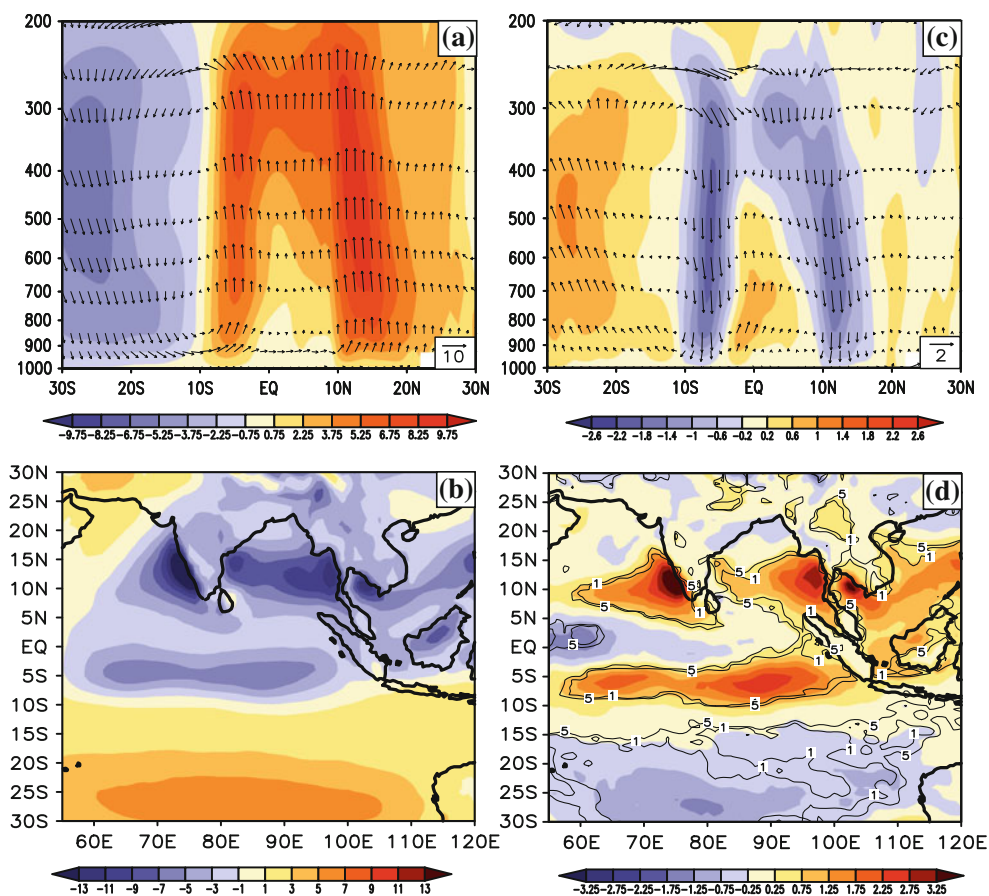 (a)
200
300
400
500
600
700
800
900
1000
30S 20S 10S EQ 10N 20N 30N
10
-9.75 -8.25 -6.75 -5.25 -3.75 -2.25 -0.75 0.75 2.25 3.75 5.25 6.75 8.25 9.75
(c)
200
300
400
500
600
700
800
900
1000
30S 20S 10S EQ 10N 20N 30N
2
-2.6 -2.2 -1.8 -1 -0.6 -0.2 0.2 0.6 1 1.4 1.8 2.2 2.6
(b)
30N
25N
20N
15N
10N
5N
EQ
5S
10S
15S
20S
25S
30S
60E 70E 80E 90E 100E 110E 120E
-13 -11 -9 -7 -5 -3 -1 1 3 5 7 9 11 13
(d)
30N
25N
20N
15N
10N
5N
EQ
5S
10S
15S
20S
25S
30S
60E 70E 80E 90E 100E 110E 120E
-3.25 -2.75 -2.25 -1.75 -1.25 -0.75 -0.25 0.25 0.75 1.25 1.75 2.25 2.75 3.25